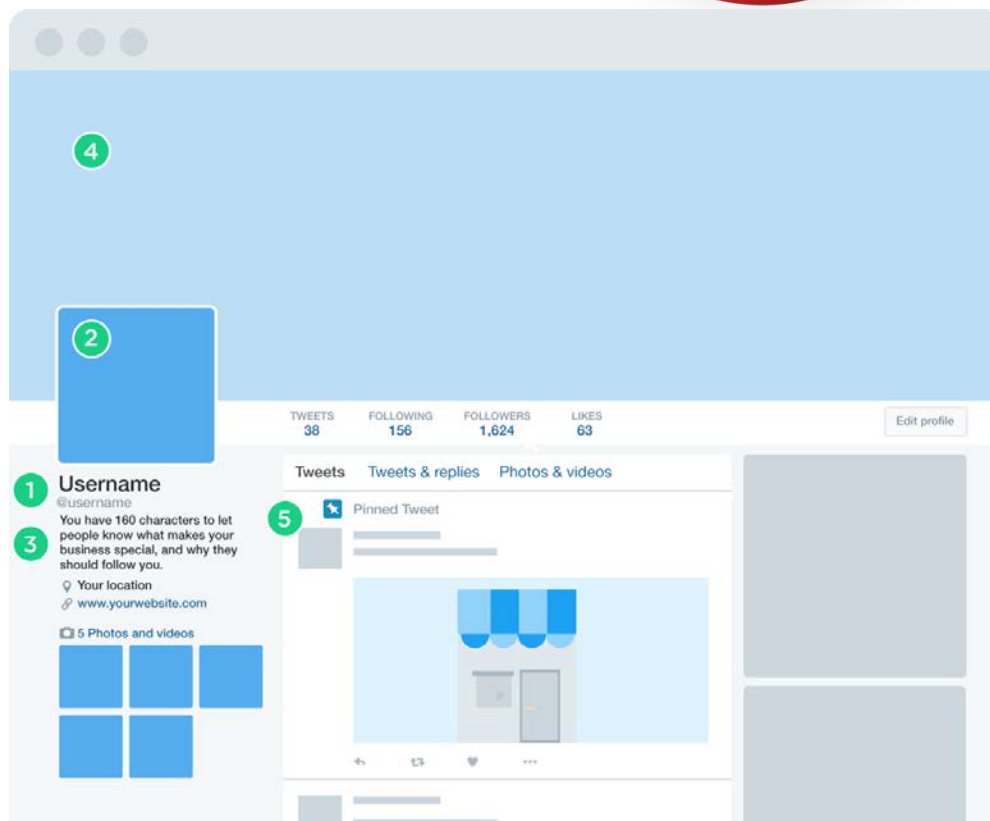 4
2
TWEETS FOLLOWING FOLLOWERS LIKES
38 156 1,624 63
Edit profile
1
Username
@username
3
You have 160 characters to let
people know what makes your
business special, and why they
should follow you.
Your location
www.yourwebsite.com
5 Photos and videos
Tweets Tweets & replies Photos & videos
5
Pinned Tweet